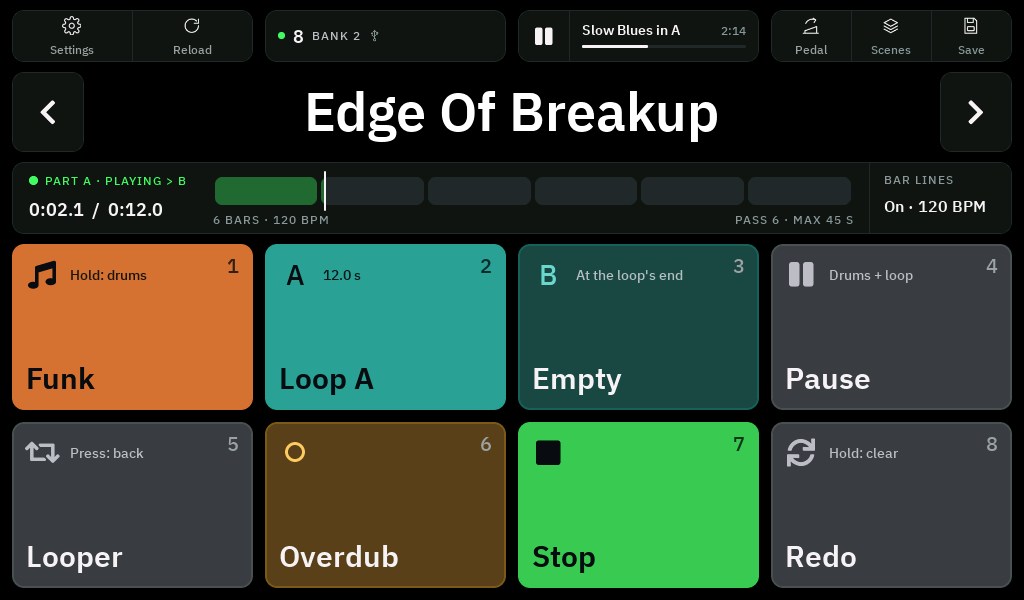 Settings
Reload
8 BANK 2
Slow Blues in A 2:14
Pedal
Scenes
Save
Edge Of Breakup
PART A · PLAYING > B
0:02.1 / 0:12.0
6 BARS · 120 BPM
PASS 6 · MAX 45 S
BAR LINES
On · 120 BPM
Hold: drums 1
Funk
A 12.0 s 2
Loop A
B At the loop's end 3
Empty
Drums + loop 4
Pause
Press: back 5
Looper
6
Overdub
7
Stop
Hold: clear 8
Redo